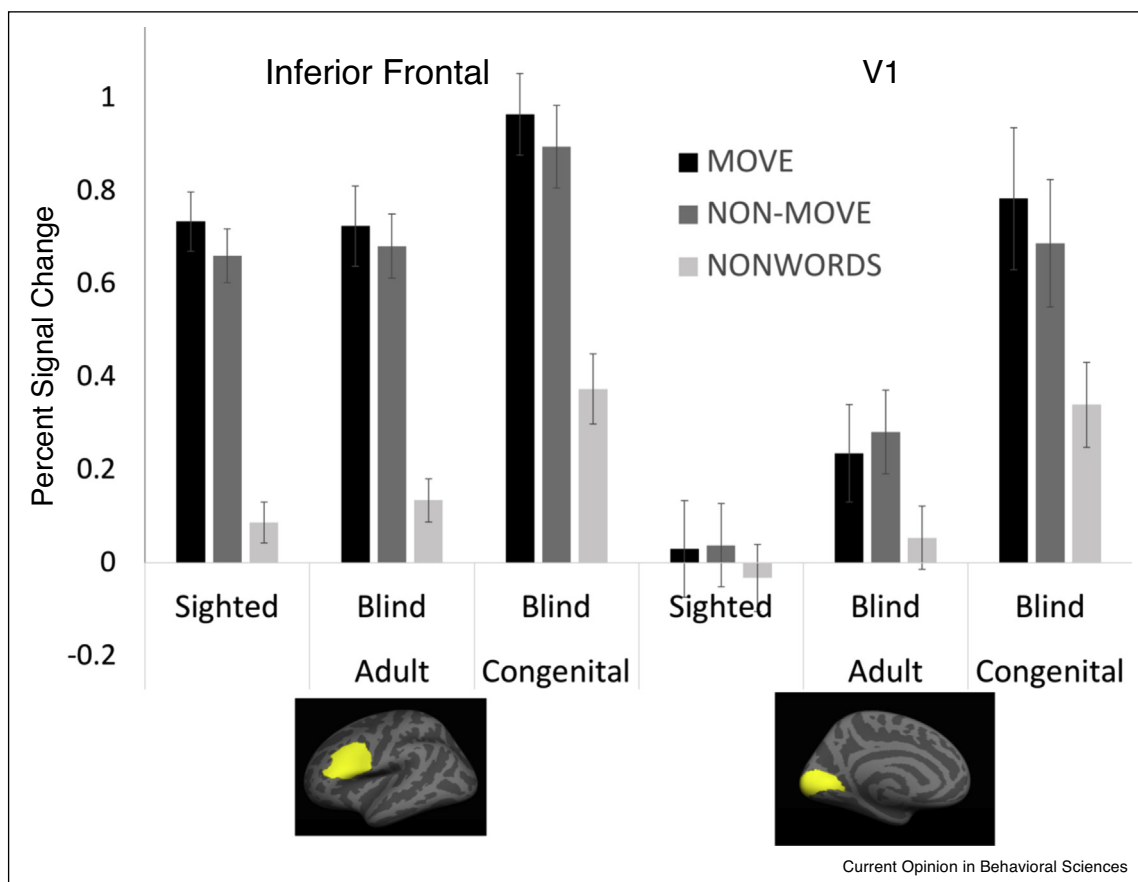 Inferior Frontal
V1
Percent Signal Change
1
0.8
0.6
0.4
0.2
0
-0.2
MOVE
NON-MOVE
NONWORDS
Sighted
Blind
Adult
Blind
Congenital
Sighted
Blind
Adult
Blind
Congenital
Current Opinion in Behavioral Sciences